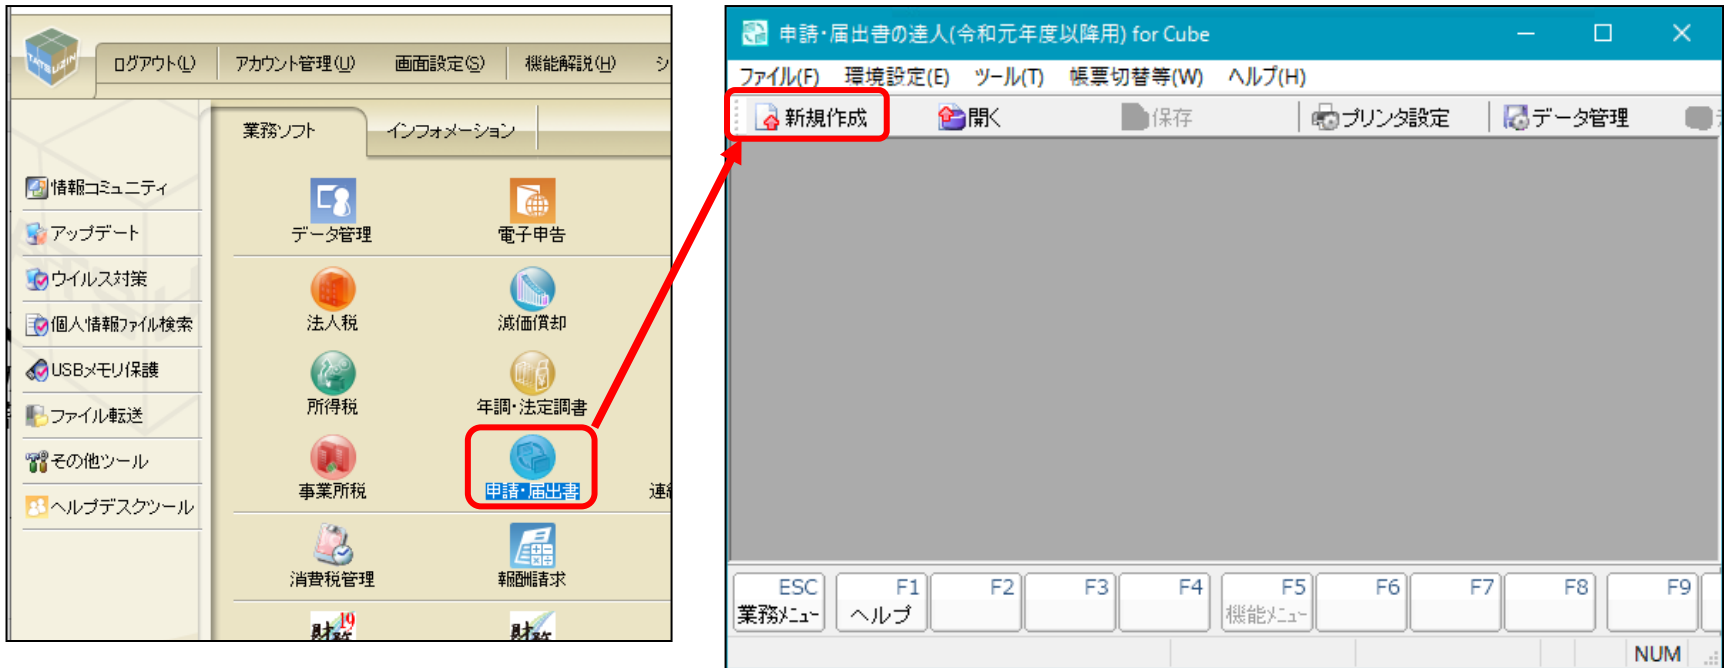 TATSUZIN
ログアウト(L)
アカウント管理(U)
画面設定(S)
機能解説(H)
シ
業務ソフト
インフォメーション
情報コミュニティ
アップデート
ウイルス対策
個人情報ファイル検索
USBメモリ保護
ファイル転送
その他ツール
ヘルプデスクツール
データ管理
電子申告
法人税
減価償却
所得税
年調・法定調書
事業所税
申請・届出書
連結
消費税管理
報酬請求
財務 19
財務
申請・届出書の達人(令和元年度以降用) for Cube
ファイル(F) 環境設定(E) ツール(T) 帳票切替等(W) ヘルプ(H)
新規作成 開く 保存 プリンタ設定 データ管理
ESC F1 F2 F3 F4 F5 F6 F7 F8 F9
業務メニュー ヘルプ 機能メニュー
NUM